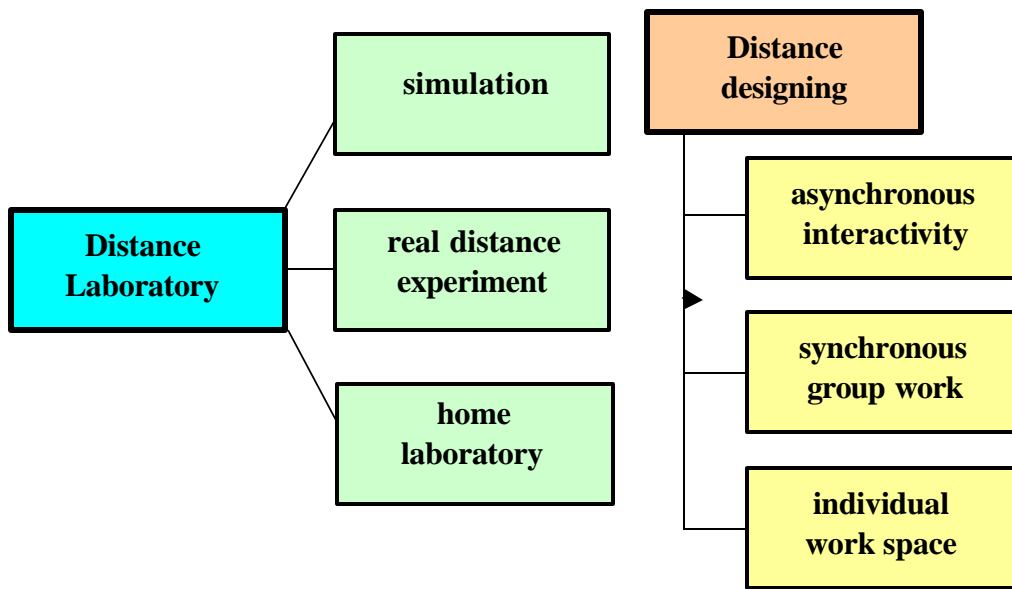 Distance
Laboratory
simulation
real distance
experiment
home
laboratory
Distance
designing
asynchronous
interactivity
synchronous
group work
individual
work space